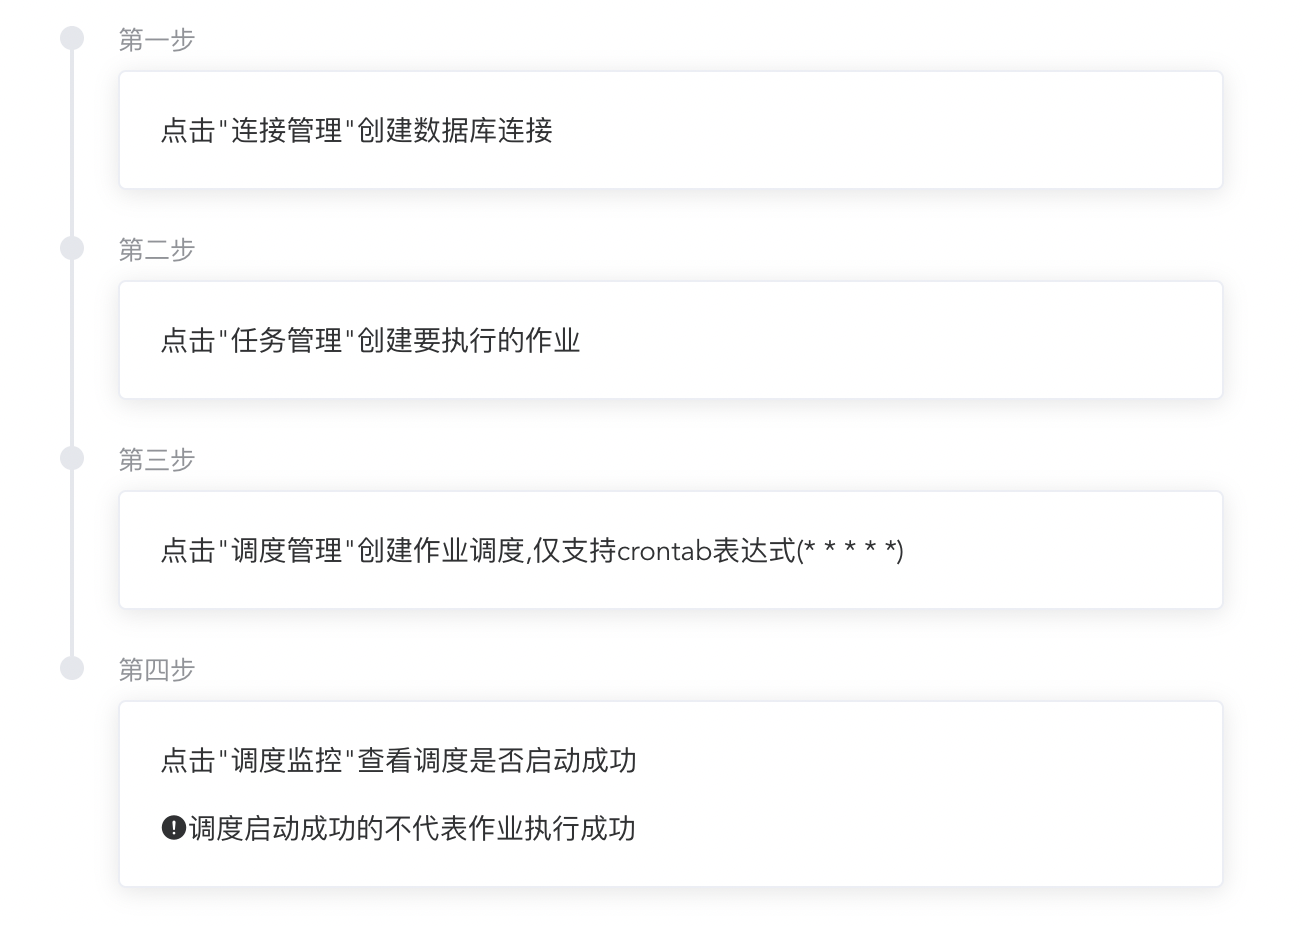 第一步
点击"连接管理"创建数据库连接
第二步
点击"任务管理"创建要执行的作业
第三步
点击"调度管理"创建作业调度,仅支持crontab表达式(* * * * *)
第四步
点击"调度监控"查看调度是否启动成功
调度启动成功的不代表作业执行成功